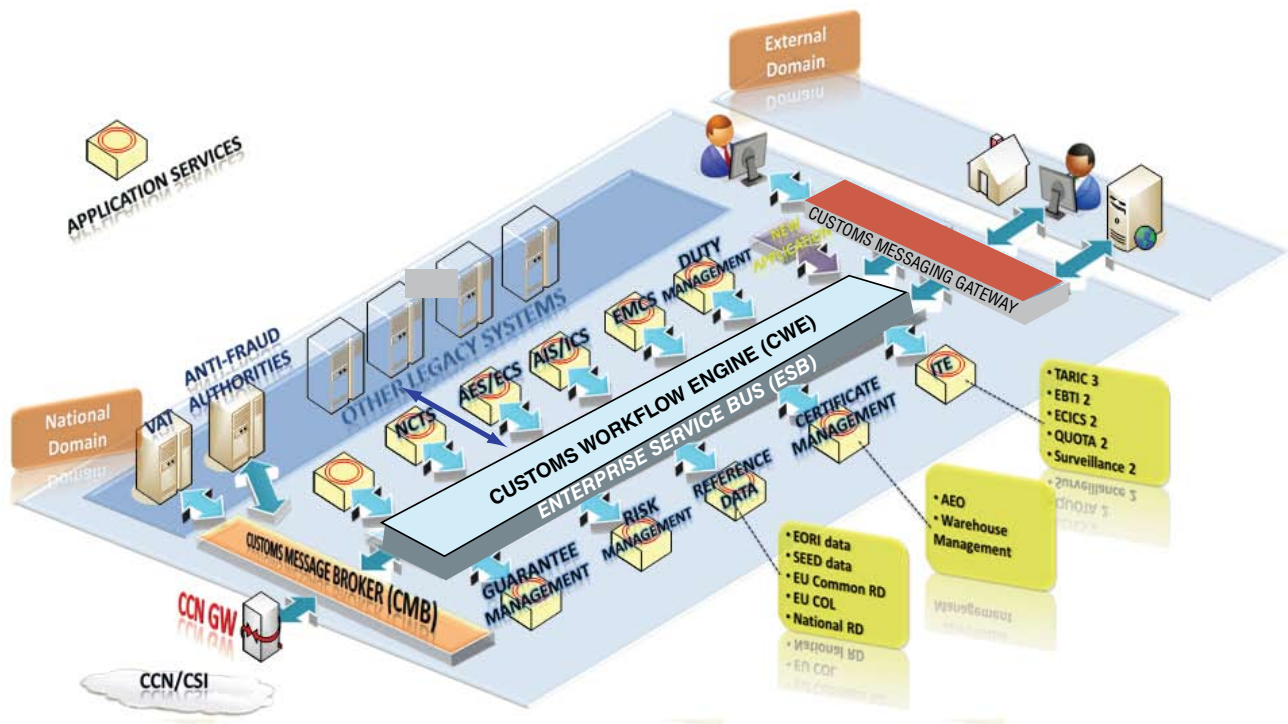 External
Domain
APPLICATION SERVICES
NEW
APPLICATION
CUSTOMS MESSAGING GATEWAY
DUTY
MANAGEMENT
EMCS
AIS/ICS
AES/ECS
NCTS
OTHER LEGACY SYSTEMS
ANTI-FRAUD
AUTHORITIES
VAT
National
Domain
CUSTOMS WORKFLOW ENGINE (CWE)
ENTERPRISE SERVICE BUS (ESB)
ITE
• TARIC 3
• EBTI 2
• ECICS 2
• QUOTA 2
• Surveillance 2
CERTIFICATE
MANAGEMENT
• AEO
• Warehouse
Management
REFERENCE
DATA
• EORI data
• SEED data
• EU Common RD
• EU COL
• National RD
RISK
MANAGEMENT
GUARANTEE
MANAGEMENT
CUSTOMS MESSAGE BROKER (CMB)
CCN GW
CCN/CSI